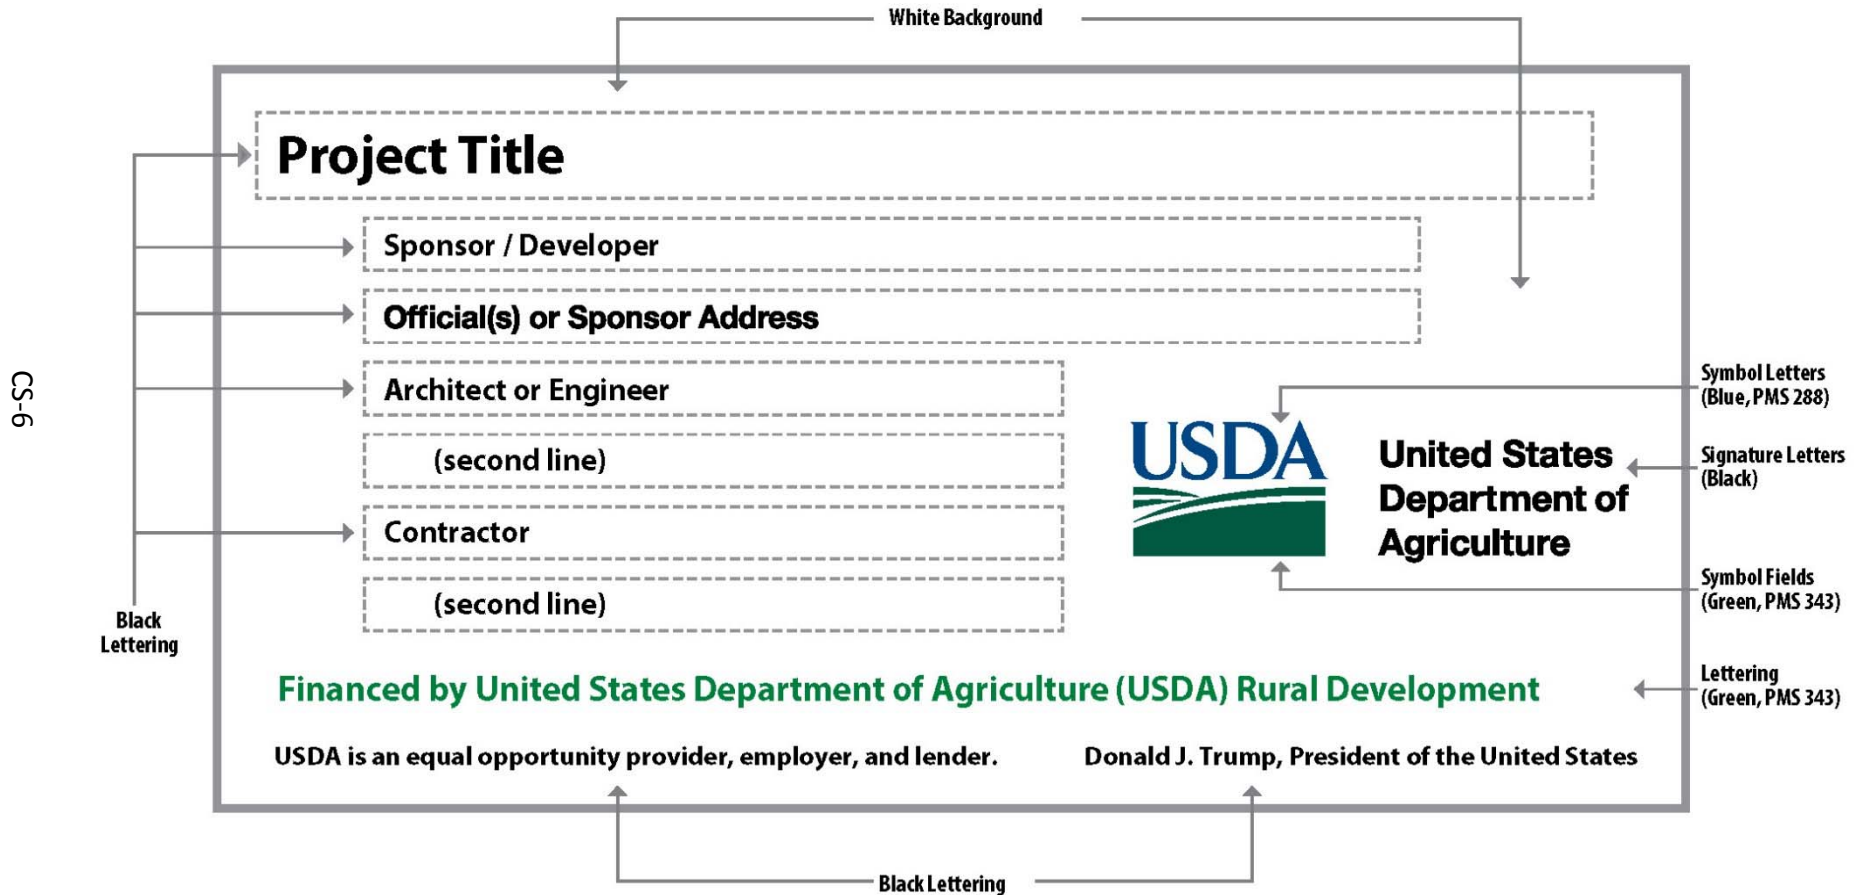 White Background
Project Title
Sponsor / Developer
Official(s) or Sponsor Address
Architect or Engineer
(second line)
Contractor
(second line)
Black
Lettering
CS-6
USDA
United States
Department of
Agriculture
Symbol Letters
(Blue, PMS 288)
Signature Letters
(Black)
Symbol Fields
(Green, PMS 343)
Lettering
(Green, PMS 343)
Financed by United States Department of Agriculture (USDA) Rural Development
USDA is an equal opportunity provider, employer, and lender.
Donald J. Trump, President of the United States
Black Lettering